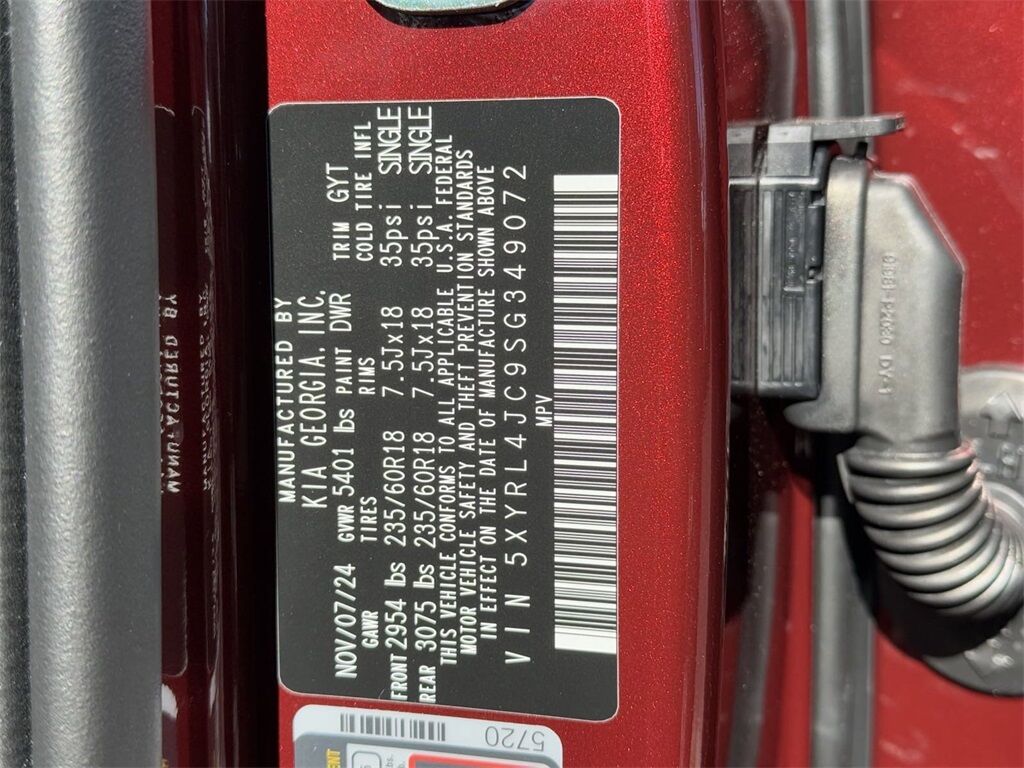 MANUFACTURED BY
KIA GEORGIA. INC.
NOV/07/24 GVWR 5401 lbs PAINT DWR TRIM GYT
GAWR TIRES RIMS COLD TIRE INFL
FRONT 2954 lbs 235/60R18 7.5Jx18 35psi SINGLE
REAR 3075 lbs 235/60R18 7.5Jx18 35psi SINGLE
THIS VEHICLE CONFORMS TO ALL APPLICABLE U.S.A. FEDERAL
MOTOR VEHICLE SAFETY AND THEFT PREVENTION STANDARDS
IN EFFECT ON THE DATE OF MANUFACTURE SHOWN ABOVE
VIN 5XYRL4JC9SG349072
MPV
5720
MANUFACTURED BY